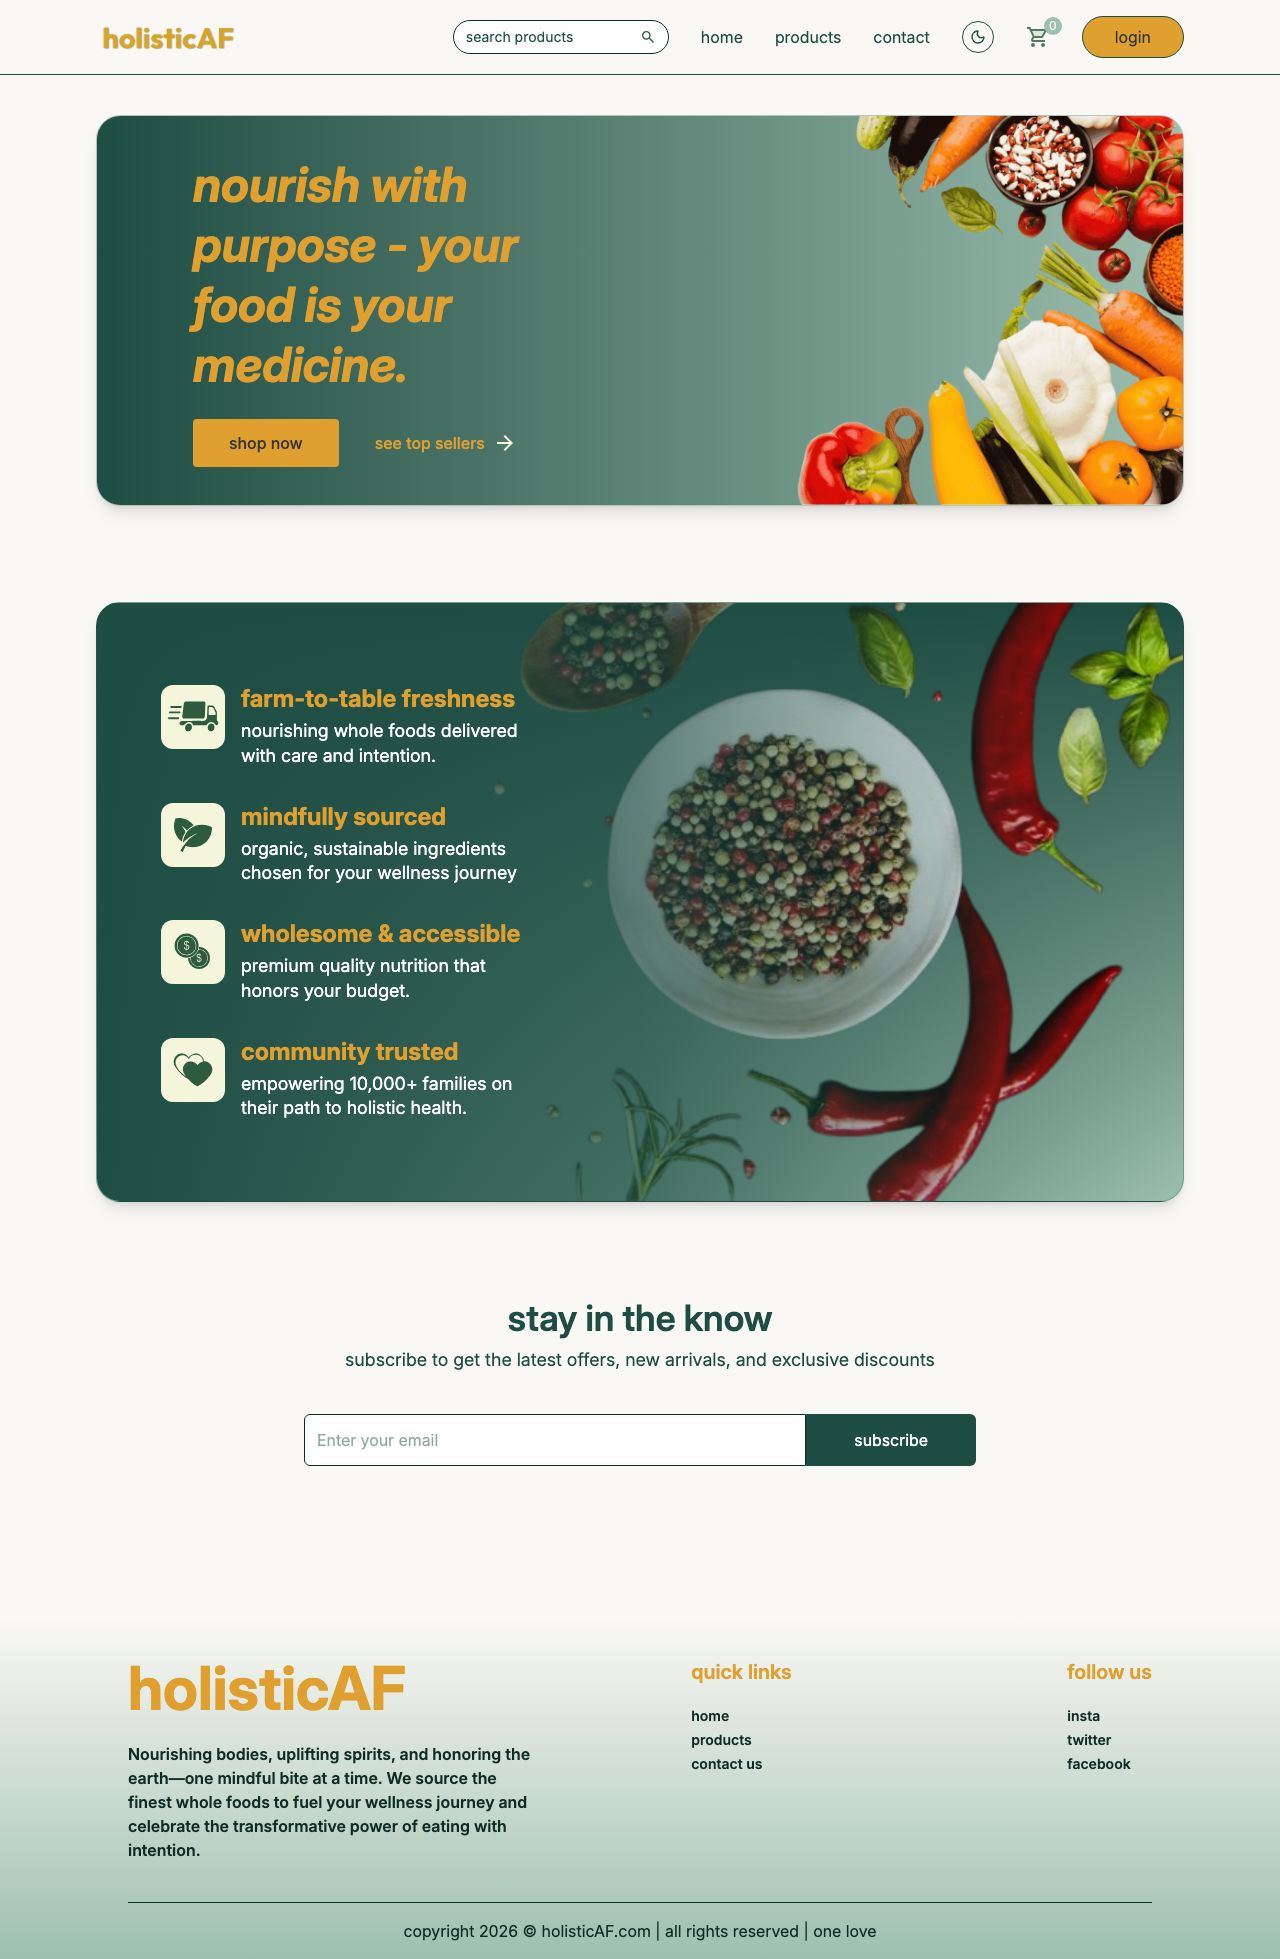 holisticAF
search products
home
products
contact
0
login
nourish with
purpose - your
food is your
medicine.
shop now
see top sellers
farm-to-table freshness
nourishing whole foods delivered
with care and intention.
mindfully sourced
organic, sustainable ingredients
chosen for your wellness journey
$
$
wholesome & accessible
premium quality nutrition that
honors your budget.
community trusted
empowering 10,000+ families on
their path to holistic health.
stay in the know
subscribe to get the latest offers, new arrivals, and exclusive discounts
Enter your email
subscribe
holisticAF
Nourishing bodies, uplifting spirits, and honoring the
earth—one mindful bite at a time. We source the
finest whole foods to fuel your wellness journey and
celebrate the transformative power of eating with
intention.
quick links
home
products
contact us
follow us
insta
twitter
facebook
copyright 2026 © holisticAF.com | all rights reserved | one love